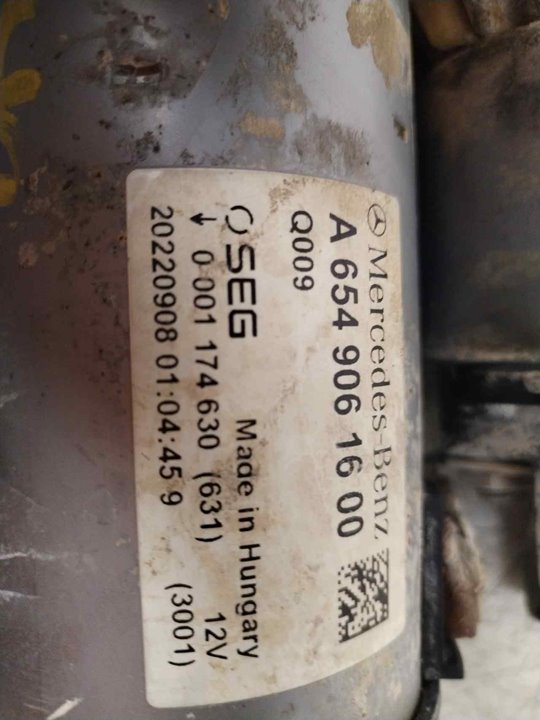 Mercedes-Benz
A 654 906 16 00
Q009
SEG Made in Hungary
0 001 174 630 (631) 12V
20220908 01:04:45 9 (3001)